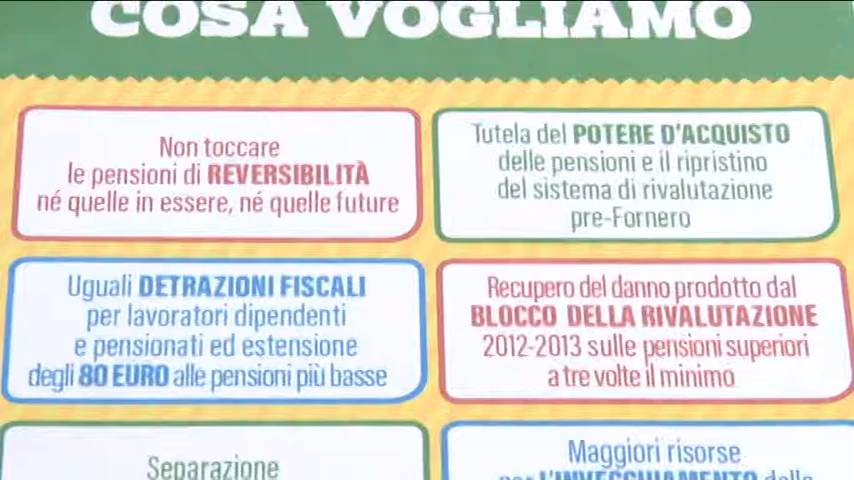 COSA VOGLIAMO
Non toccare
le pensioni di REVERSIBILITÀ
né quelle in essere, né quelle future
Tutela del POTERE D'ACQUISTO
delle pensioni e il ripristino
del sistema di rivalutazione
pre-Fornero
Uguali DETRAZIONI FISCALI
per lavoratori dipendenti
e pensionati ed estensione
degli 80 EURO alle pensioni più basse
Recupero del danno prodotto dal
BLOCCO DELLA RIVALUTAZIONE
2012-2013 sulle pensioni superiori
a tre volte il minimo
Separazione
Maggiori risorse
per L'INVECCHIAMENTO della